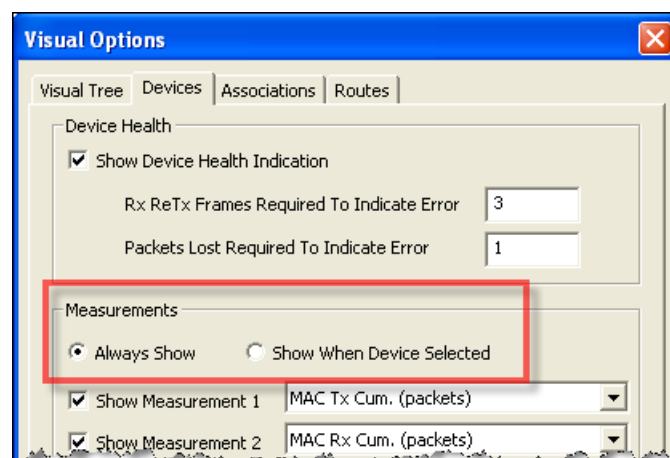 Visual Options
Visual Tree Devices Associations Routes
Device Health
Show Device Health Indication
Rx ReTx Frames Required To Indicate Error 3
Packets Lost Required To Indicate Error 1
Measurements
Always Show Show When Device Selected
Show Measurement 1 MAC Tx Cum. (packets)
Show Measurement 2 MAC Rx Cum. (packets)